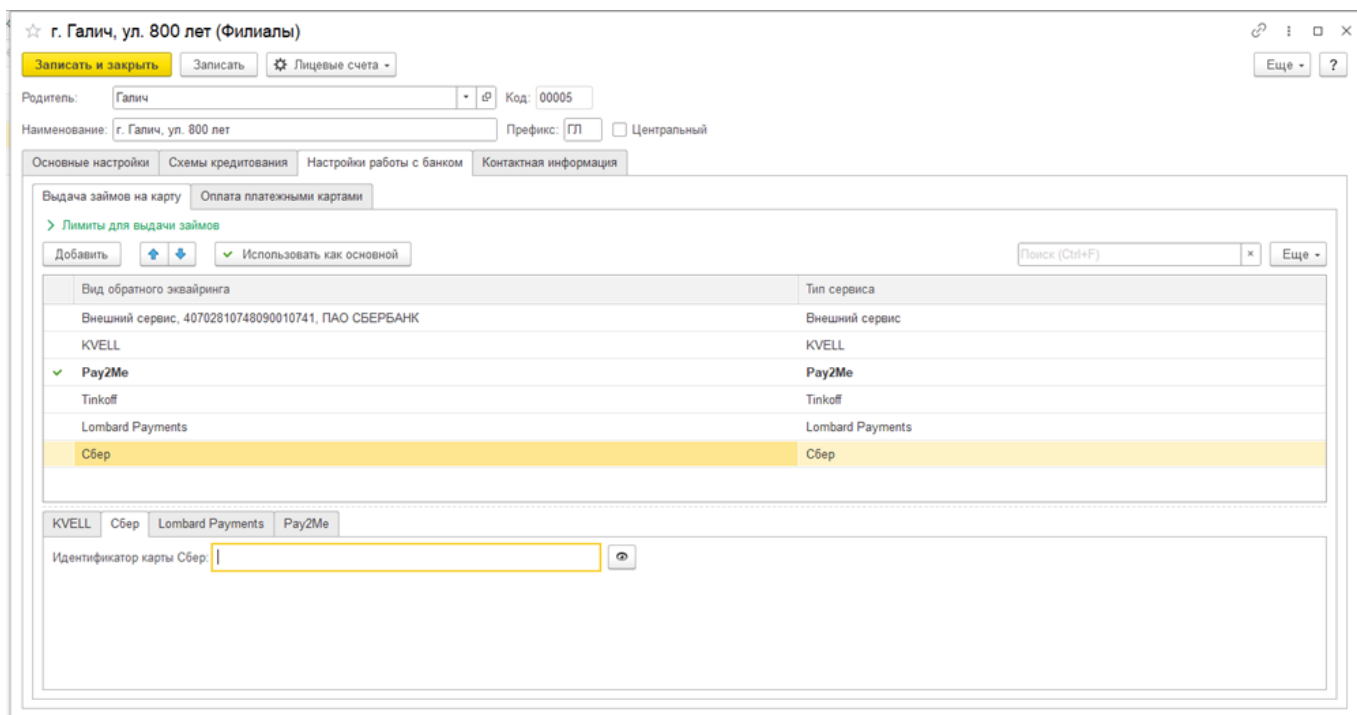 г. Галич, ул. 800 лет (Филиалы)
Записать и закрыть Записать Лицевые счета Еще ?
Родитель: Галич Код: 00005
Наименование: г. Галич, ул. 800 лет Префикс: ГЛ Центральный
Основные настройки Схемы кредитования Настройки работы с банком Контактная информация
Выдача займов на карту Оплата платежными картами
Лимиты для выдачи займов
Добавить Использовать как основной Поиск (Ctrl+F) × Еще
Вид обратного эквайринга Тип сервиса
Внешний сервис, 40702810748090010741, ПАО СБЕРБАНК Внешний сервис
KVELL KVELL
Pay2Me Pay2Me
Tinkoff Tinkoff
Lombard Payments Lombard Payments
Сбер Сбер
KVELL Сбер Lombard Payments Pay2Me
Идентификатор карты Сбер: